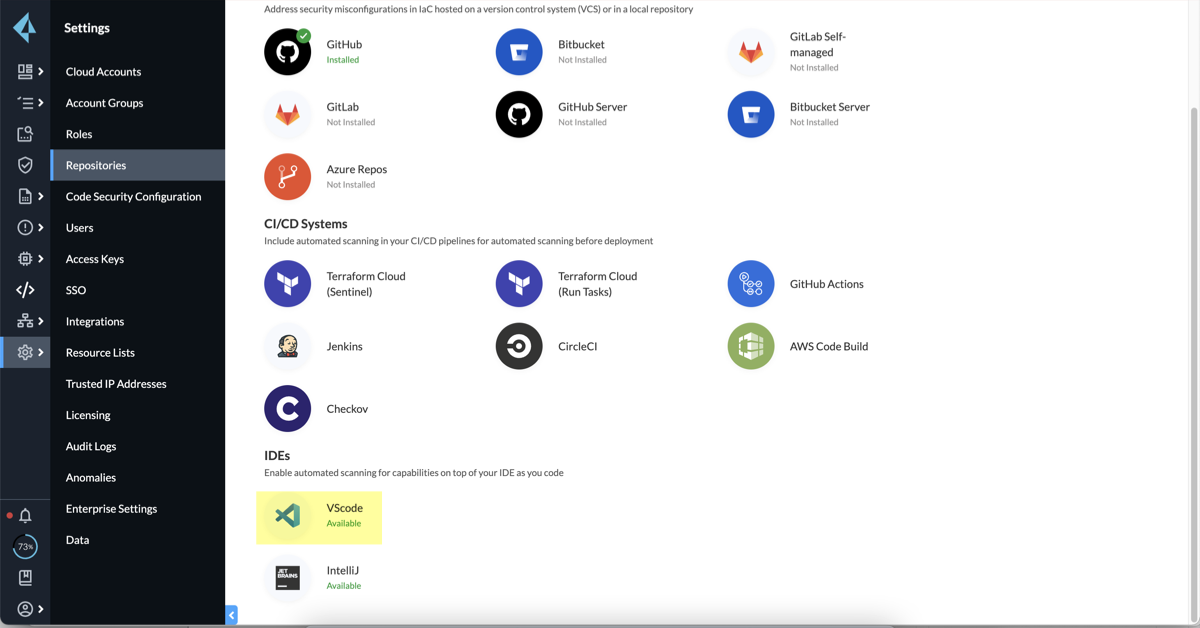 Settings
Cloud Accounts
Account Groups
Roles
Repositories
Code Security Configuration
Users
Access Keys
SSO
Integrations
Resource Lists
Trusted IP Addresses
Licensing
Audit Logs
Anomalies
Enterprise Settings
Data
73%
Address security misconfigurations in IaC hosted on a version control system (VCS) or in a local repository
GitHub
Installed
Bitbucket
Not Installed
GitLab Self-
managed
Not Installed
GitLab
Not Installed
GitHub Server
Not Installed
Bitbucket Server
Not Installed
Azure Repos
Not Installed
CI/CD Systems
Include automated scanning in your CI/CD pipelines for automated scanning before deployment
Terraform Cloud
(Sentinel)
Terraform Cloud
(Run Tasks)
GitHub Actions
Jenkins
CircleCI
AWS Code Build
Checkov
IDEs
Enable automated scanning for capabilities on top of your IDE as you code
VScode
Available
JET
BRAINS
IntelliJ
Available